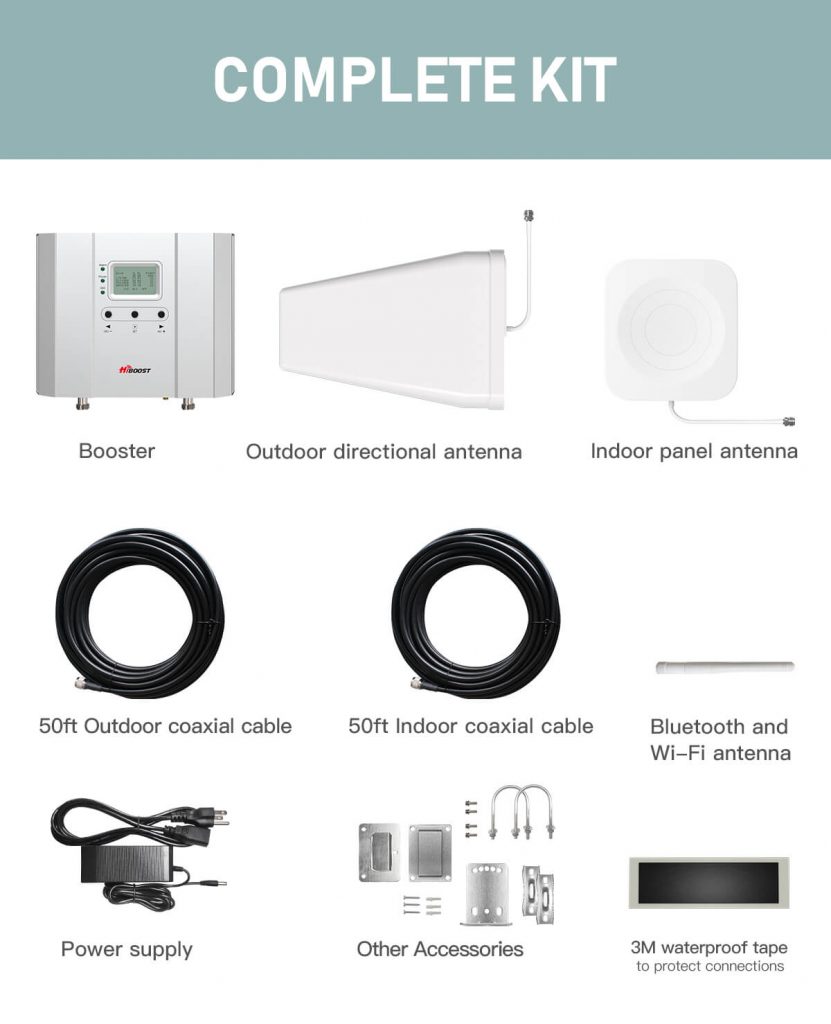 COMPLETE KIT
HiBOOST
Booster
Outdoor directional antenna
Indoor panel antenna
50ft Outdoor coaxial cable
50ft Indoor coaxial cable
Bluetooth and
Wi-Fi antenna
Power supply
Other Accessories
3M waterproof tape
to protect connections